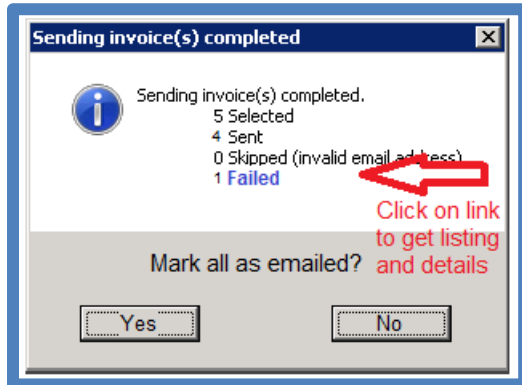 Sending invoice(s) completed
Sending invoice(s) completed.
5 Selected
4 Sent
0 Skipped (invalid email address)
1 Failed
Click on link
to get listing
and details
Mark all as emailed?
Yes
No